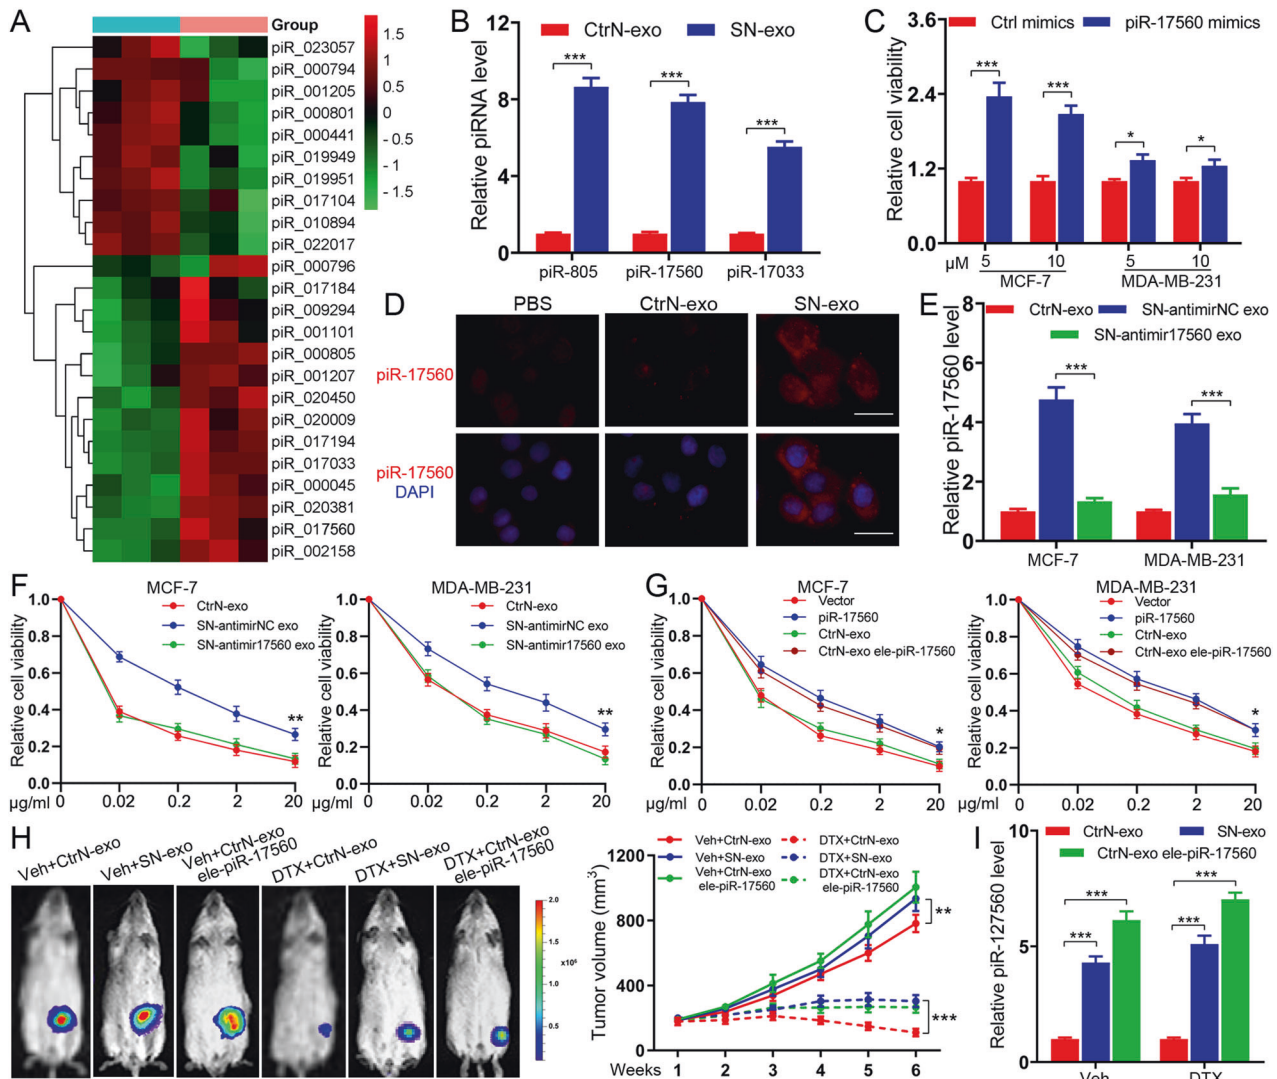 A
Group
piR_023057
piR_000794
piR_001205
piR_000801
piR_000441
piR_019949
piR_019951
piR_017104
piR_010894
piR_022017
piR_000796
piR_017184
piR_009294
piR_001101
piR_000805
piR_001207
piR_020450
piR_020009
piR_017194
piR_017033
piR_000045
piR_020381
piR_017560
piR_002158
1.5
1
0.5
0
- 0.5
- 1
- 1.5
B
CtrN-exo
SN-exo
Relative piRNA level
12
8
4
0
***
***
***
piR-805
piR-17560
piR-17033
C
Ctrl mimics
piR-17560 mimics
Relative cell viability
3.6
2.4
1.2
0.0
***
***
*
*
μM
5
10
5
10
MCF-7
MDA-MB-231
D
PBS
CtrN-exo
SN-exo
piR-17560
piR-17560
DAPI
E
CtrN-exo
SN-antimirNC exo
SN-antimir17560 exo
Relative piR-17560 level
8
6
4
2
0
***
***
MCF-7
MDA-MB-231
F
MCF-7
CtrN-exo
SN-antimirNC exo
SN-antimir17560 exo
Relative cell viability
1.0
0.8
0.6
0.4
0.2
0.0
**
μg/ml
0
0.02
0.2
2
20
MDA-MB-231
CtrN-exo
SN-antimirNC exo
SN-antimir17560 exo
Relative cell viability
1.0
0.8
0.6
0.4
0.2
0.0
**
μg/ml
0
0.02
0.2
2
20
G
MCF-7
Vector
piR-17560
CtrN-exo
CtrN-exo ele-piR-17560
Relative cell viability
1.0
0.8
0.6
0.4
0.2
0.0
*
μg/ml
0
0.02
0.2
2
20
MDA-MB-231
Vector
piR-17560
CtrN-exo
CtrN-exo ele-piR-17560
Relative cell viability
1.0
0.8
0.6
0.4
0.2
0.0
*
μg/ml
0
0.02
0.2
2
20
H
Veh+CtrN-exo
Veh+SN-exo
Veh+CtrN-exo
ele-piR-17560
DTX+CtrN-exo
DTX+SN-exo
DTX+CtrN-exo
ele-piR-17560
2.0
1.5
x10⁶
1.0
0.5
Veh+CtrN-exo
Veh+SN-exo
Veh+CtrN-exo
ele-piR-17560
DTX+CtrN-exo
DTX+SN-exo
DTX+CtrN-exo
ele-piR-17560
Tumor volume (mm³)
1200
800
400
0
**
***
Weeks
1
2
3
4
5
6
I
CtrN-exo
SN-exo
CtrN-exo ele-piR-17560
Relative piR-127560 level
10
5
0
***
***
***
***
Veh
DTX